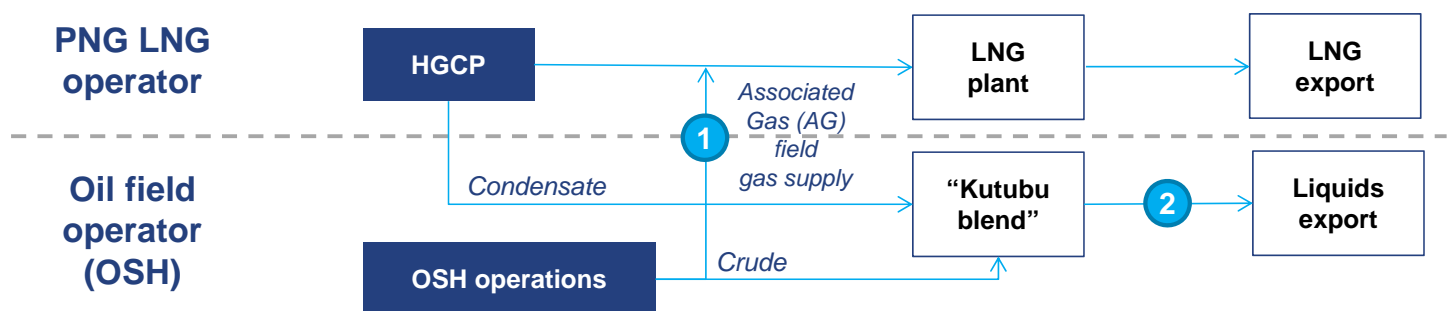 PNG LNG
operator
HGCP
LNG
plant
LNG
export
Associated
Gas (AG)
field
gas supply
1
Oil field
operator
(OSH)
Condensate
“Kutubu
blend”
2
Liquids
export
OSH operations
Crude